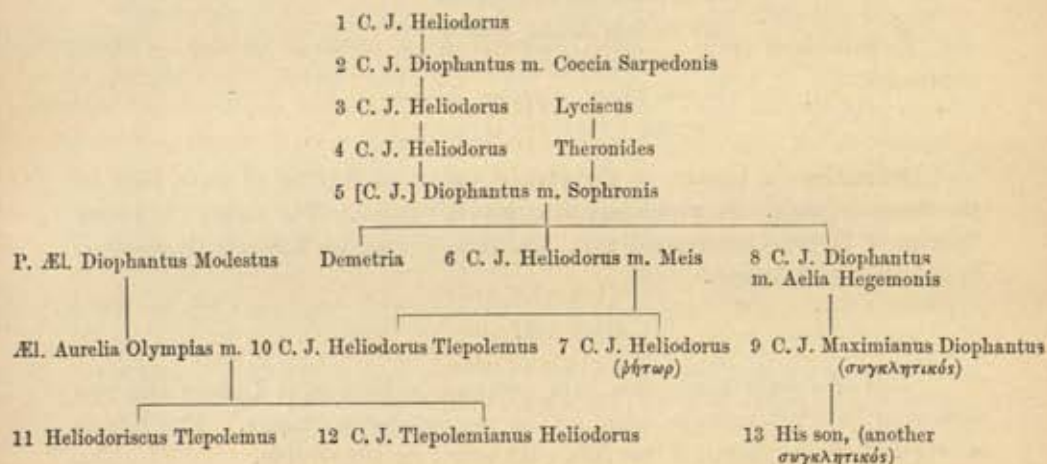 1 C. J. Heliodorus
2 C. J. Diophantus m. Coccia Sarpedonis
3 C. J. Heliodorus Lyciscus
4 C. J. Heliodorus Theronides
5 [C. J.] Diophantus m. Sophronis
P. Æl. Diophantus Modestus Demetria 6 C. J. Heliodorus m. Meis 8 C. J. Diophantus
m. Aelia Hegemonis
Æl. Aurelia Olympias m. 10 C. J. Heliodorus Tlepolemus 7 C. J. Heliodorus 9 C. J. Maximianus Diophantus
(ῥήτωρ) (συγκλητικός)
11 Heliodoriscus Tlepolemus 12 C. J. Tlepolemianus Heliodorus 13 His son, (another
συγκλητικός)